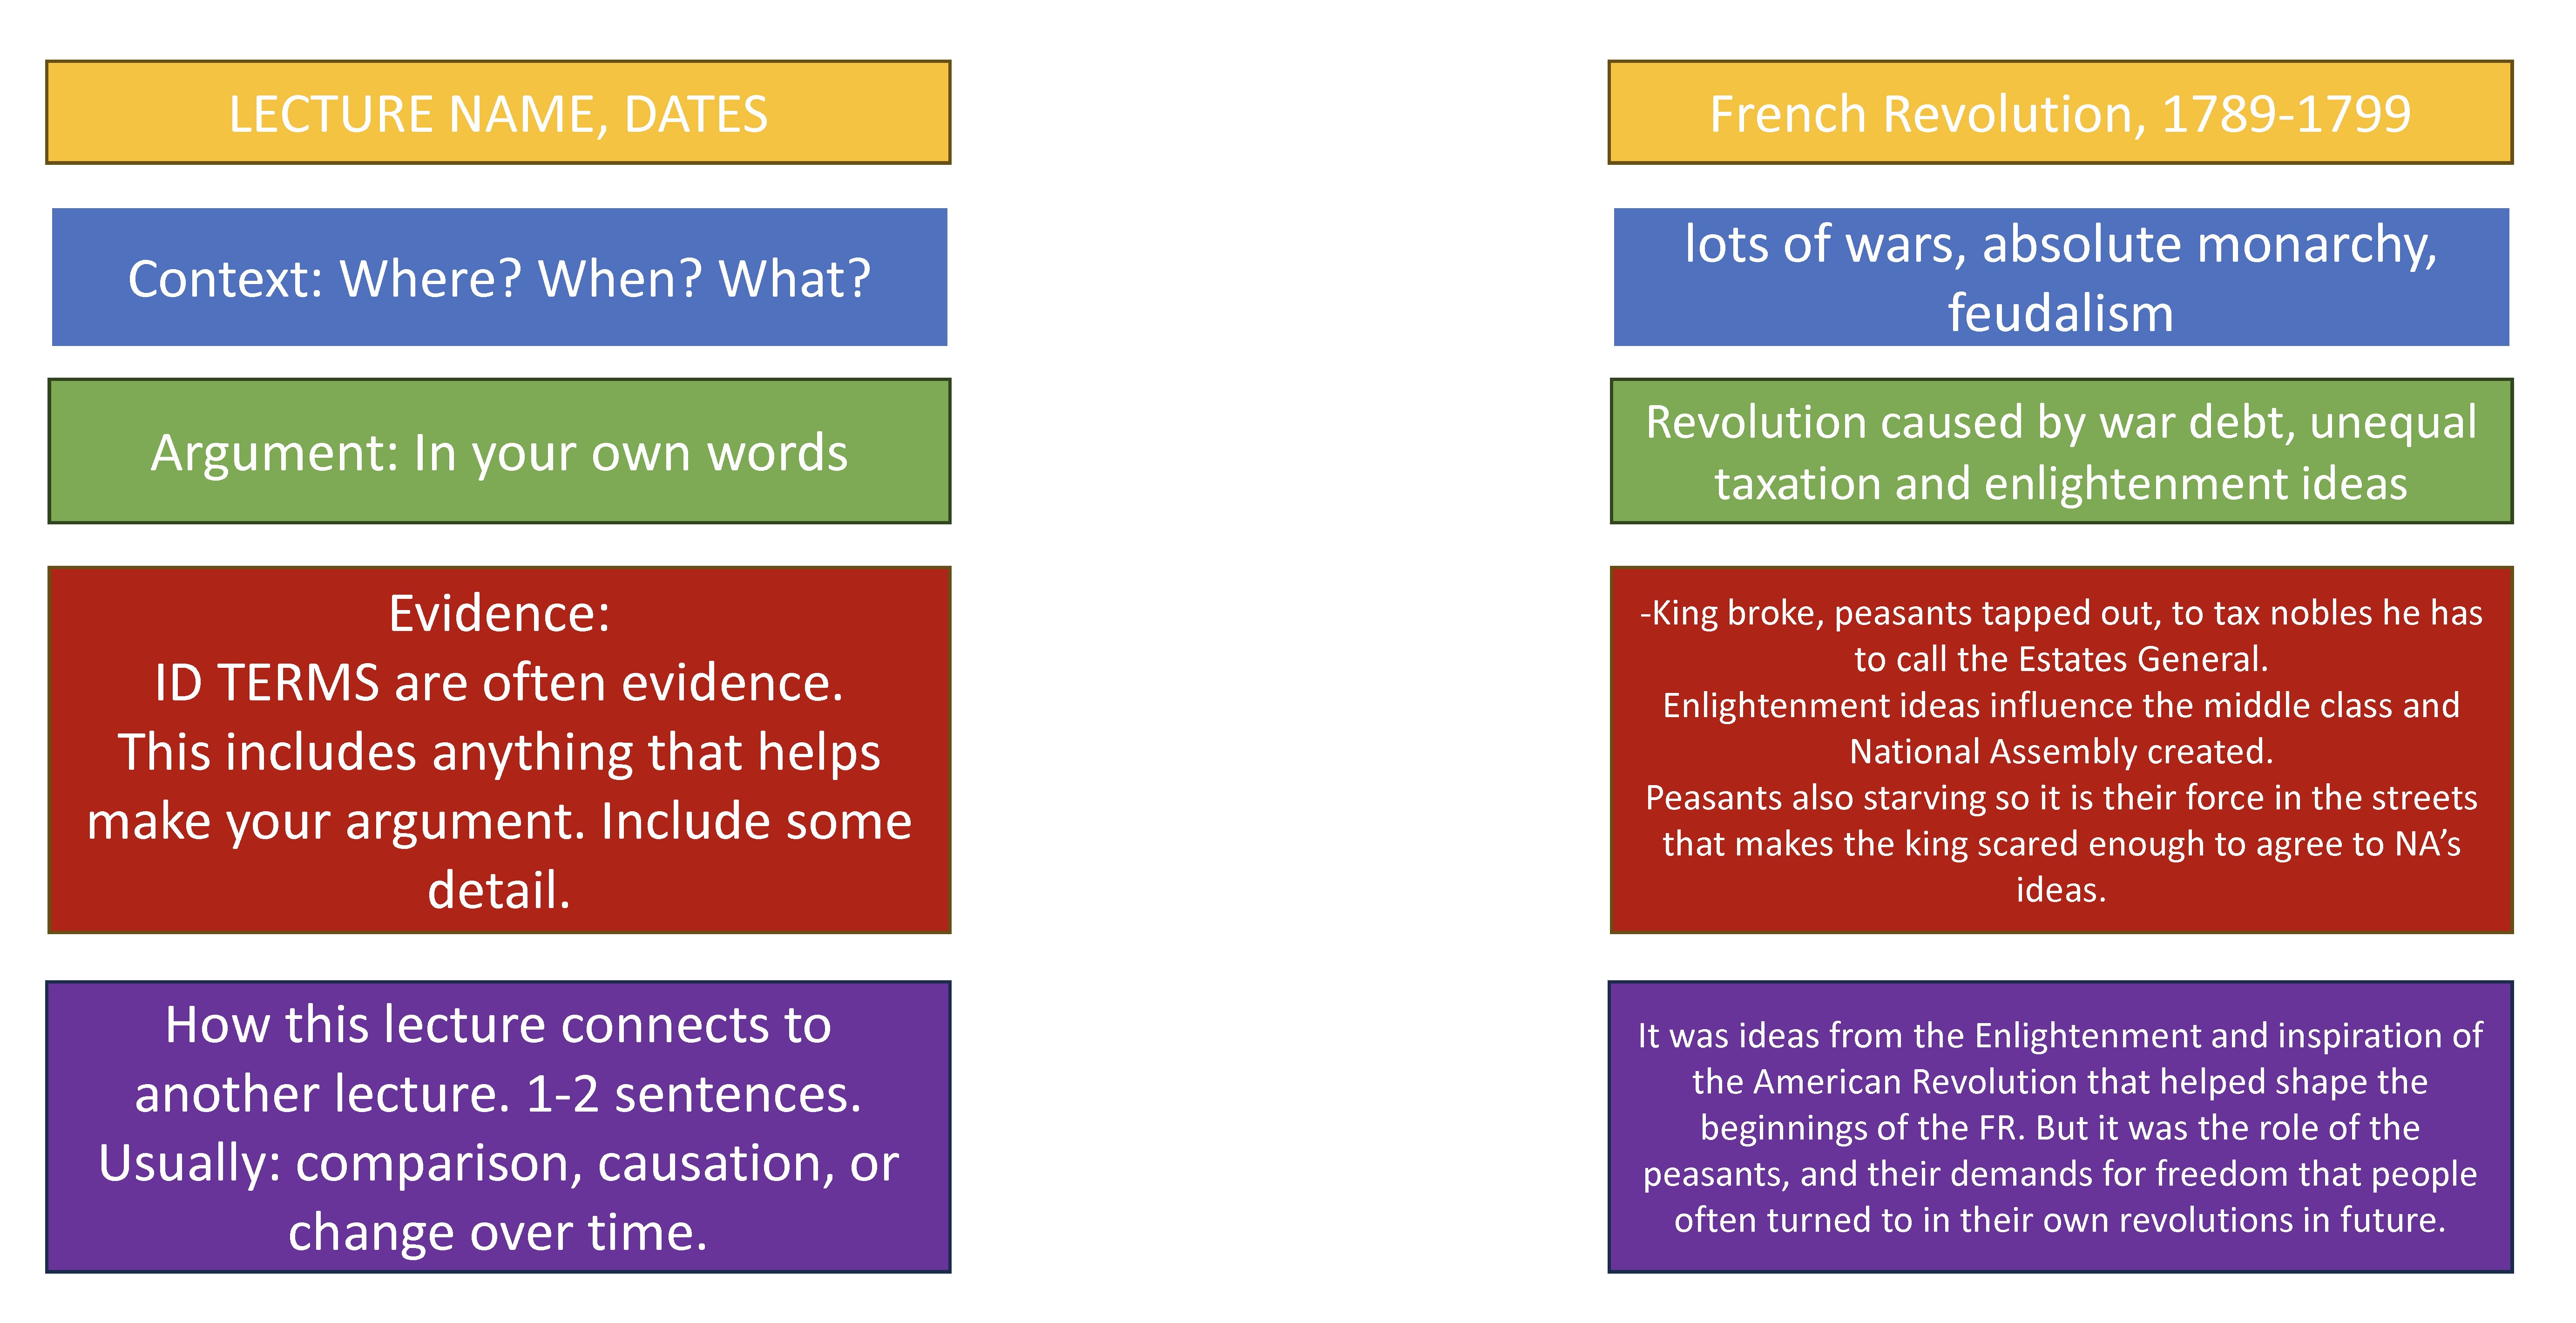 LECTURE NAME, DATES
Context: Where? When? What?
Argument: In your own words
Evidence:
ID TERMS are often evidence.
This includes anything that helps
make your argument. Include some
detail.
How this lecture connects to
another lecture. 1-2 sentences.
Usually: comparison, causation, or
change over time.
French Revolution, 1789-1799
lots of wars, absolute monarchy,
feudalism
Revolution caused by war debt, unequal
taxation and enlightenment ideas
-King broke, peasants tapped out, to tax nobles he has
to call the Estates General.
Enlightenment ideas influence the middle class and
National Assembly created.
Peasants also starving so it is their force in the streets
that makes the king scared enough to agree to NA’s
ideas.
It was ideas from the Enlightenment and inspiration of
the American Revolution that helped shape the
beginnings of the FR. But it was the role of the
peasants, and their demands for freedom that people
often turned to in their own revolutions in future.